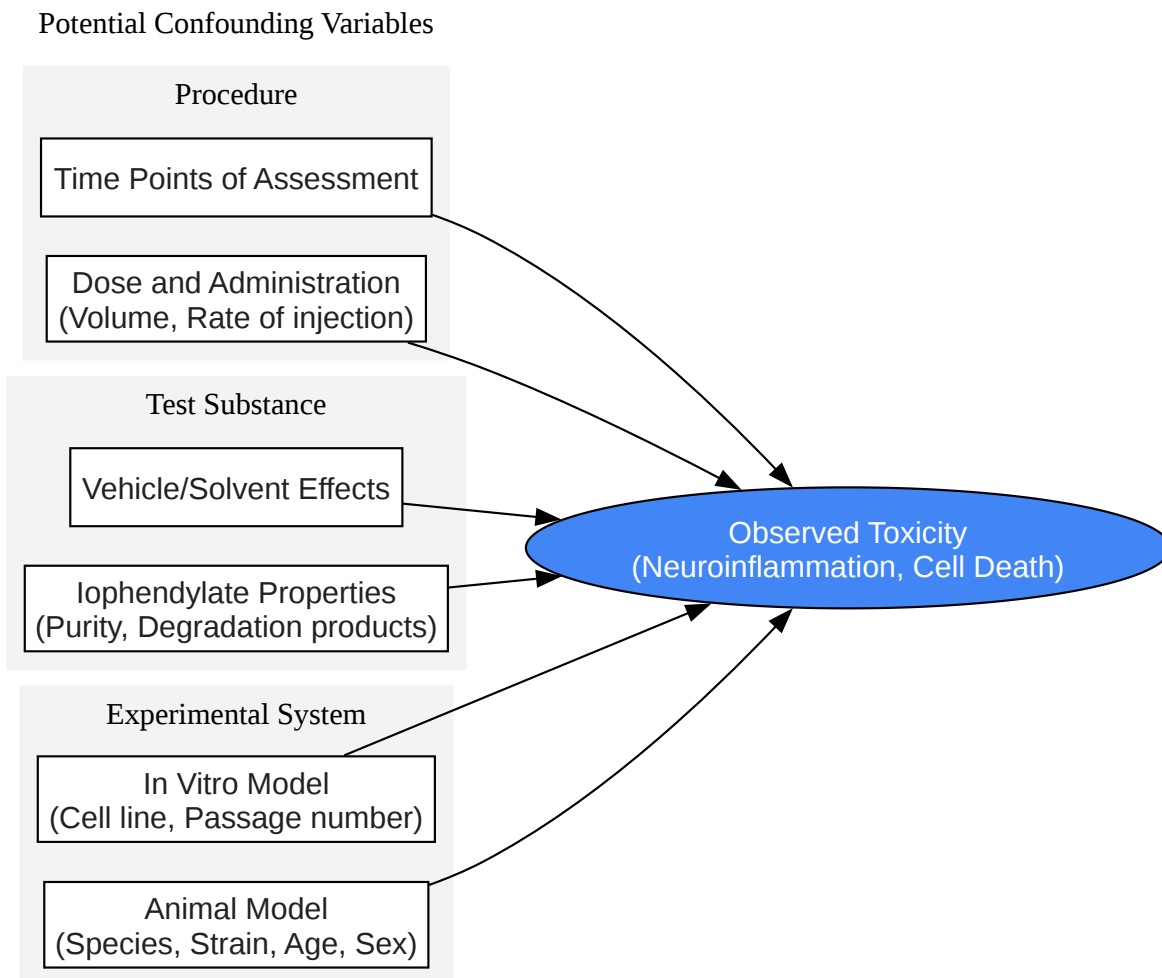 Potential Confounding Variables
Procedure
Time Points of Assessment
Dose and Administration
(Volume, Rate of injection)
Test Substance
Vehicle/Solvent Effects
Iophendylate Properties
(Purity, Degradation products)
Experimental System
In Vitro Model
(Cell line, Passage number)
Animal Model
(Species, Strain, Age, Sex)
Observed Toxicity
(Neuroinflammation, Cell Death)